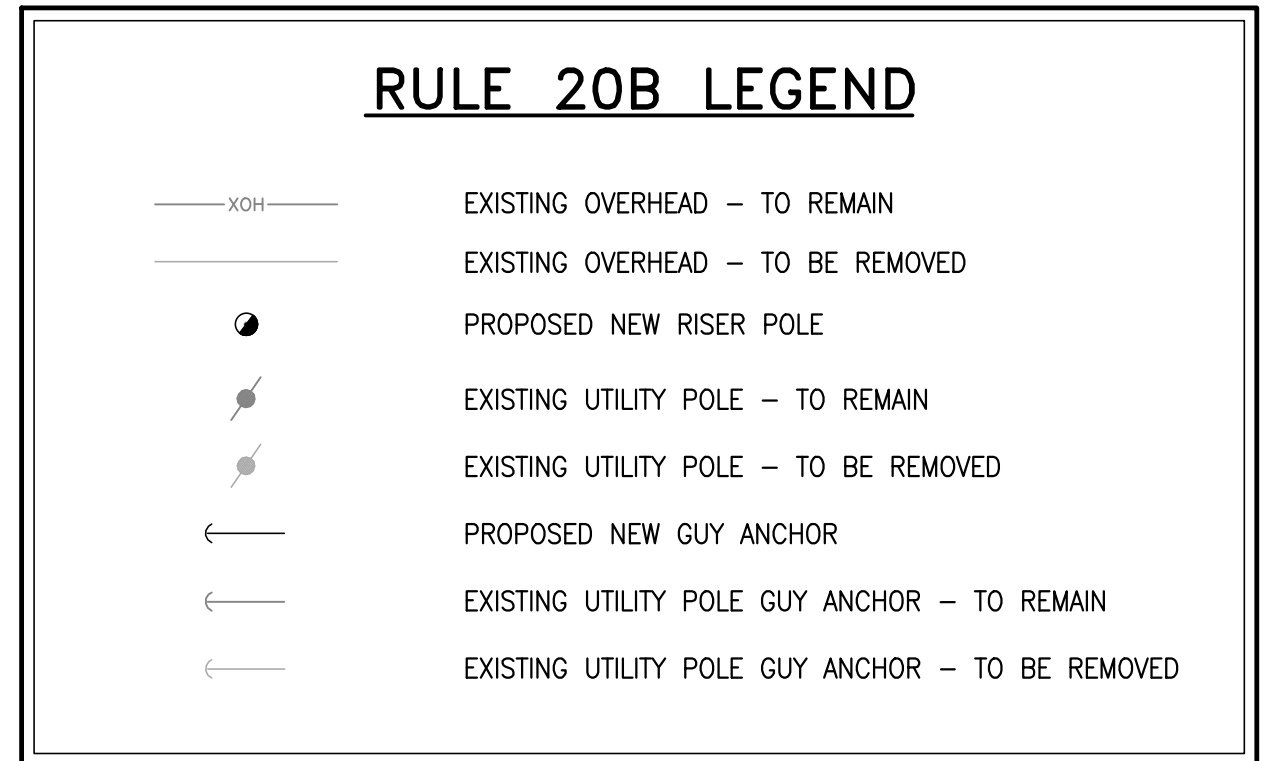 RULE 20B LEGEND
XOH EXISTING OVERHEAD – TO REMAIN
EXISTING OVERHEAD – TO BE REMOVED
PROPOSED NEW RISER POLE
EXISTING UTILITY POLE – TO REMAIN
EXISTING UTILITY POLE – TO BE REMOVED
PROPOSED NEW GUY ANCHOR
EXISTING UTILITY POLE GUY ANCHOR – TO REMAIN
EXISTING UTILITY POLE GUY ANCHOR – TO BE REMOVED